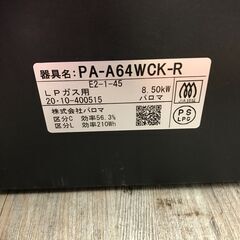 器具名:PA-A64WCK-R
E2-1-45
LPガス用 8.50kW
20・10-400515 パロマ
株式会社パロマ
区分C 効率56.3%
区分L 効率210Wh
PS
LPG